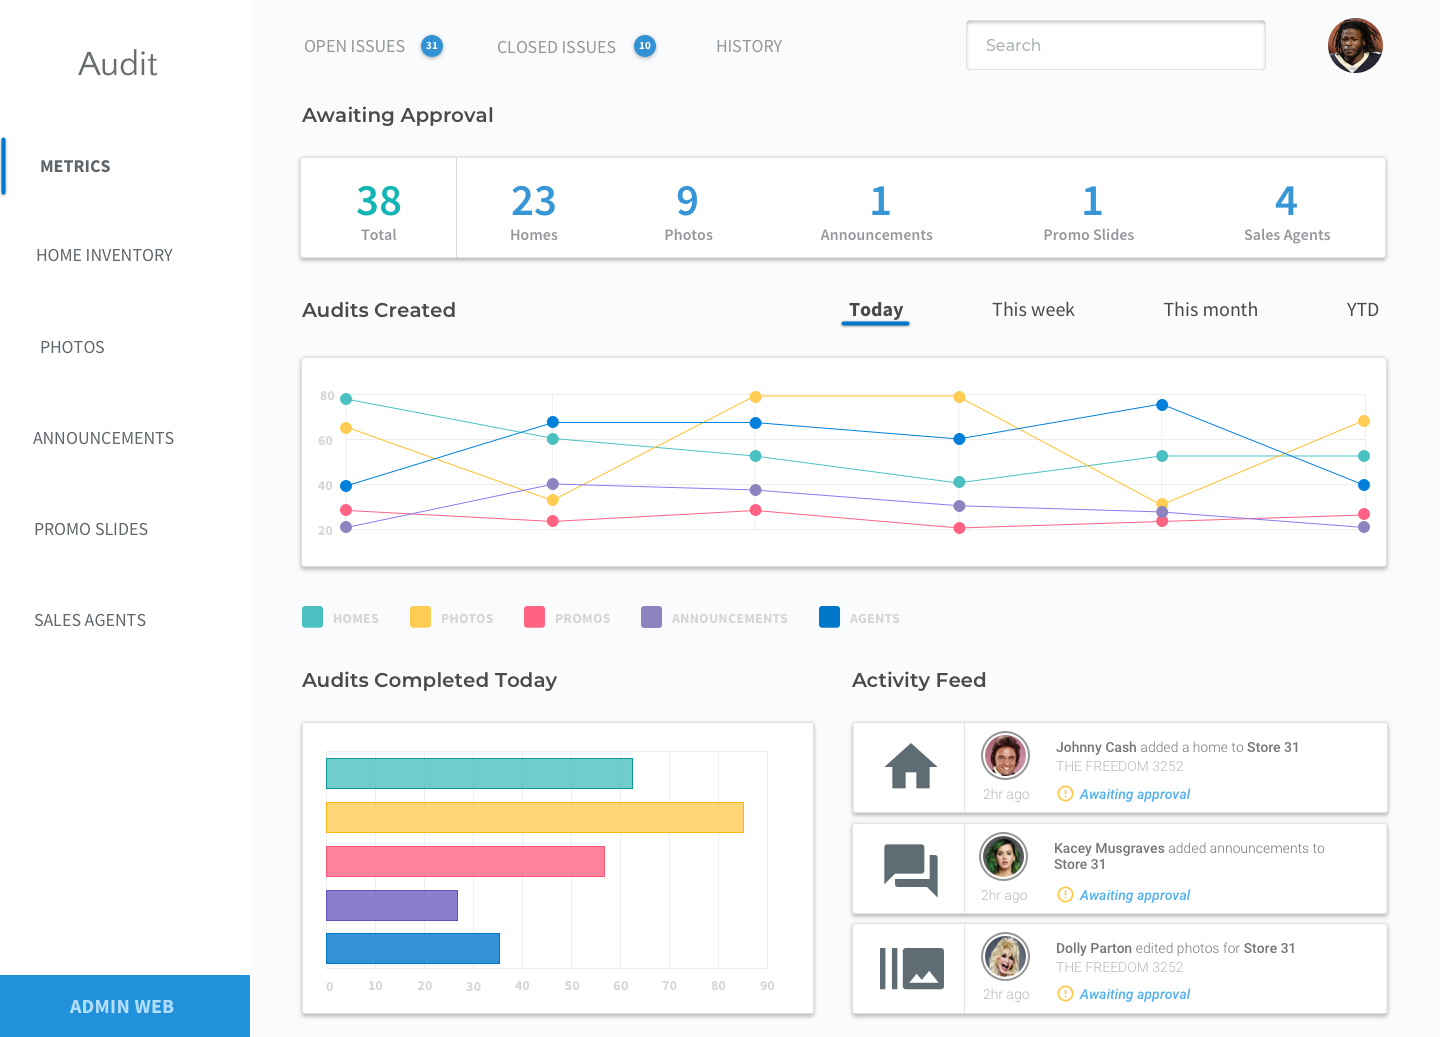 Audit
METRICS
HOME INVENTORY
PHOTOS
ANNOUNCEMENTS
PROMO SLIDES
SALES AGENTS
ADMIN WEB
OPEN ISSUES 31 CLOSED ISSUES 10 HISTORY Search
Awaiting Approval
38 23 9 1 1 4
Total Homes Photos Announcements Promo Slides Sales Agents
Audits Created Today This week This month YTD
80
60
40
20
HOMES PHOTOS PROMOS ANNOUNCEMENTS AGENTS
Audits Completed Today
0 10 20 30 40 50 60 70 80 90
Activity Feed
Johnny Cash added a home to Store 31
THE FREEDOM 3252
2hr ago Awaiting approval
Kacey Musgraves added announcements to
Store 31
2hr ago Awaiting approval
Dolly Parton edited photos for Store 31
THE FREEDOM 3252
2hr ago Awaiting approval